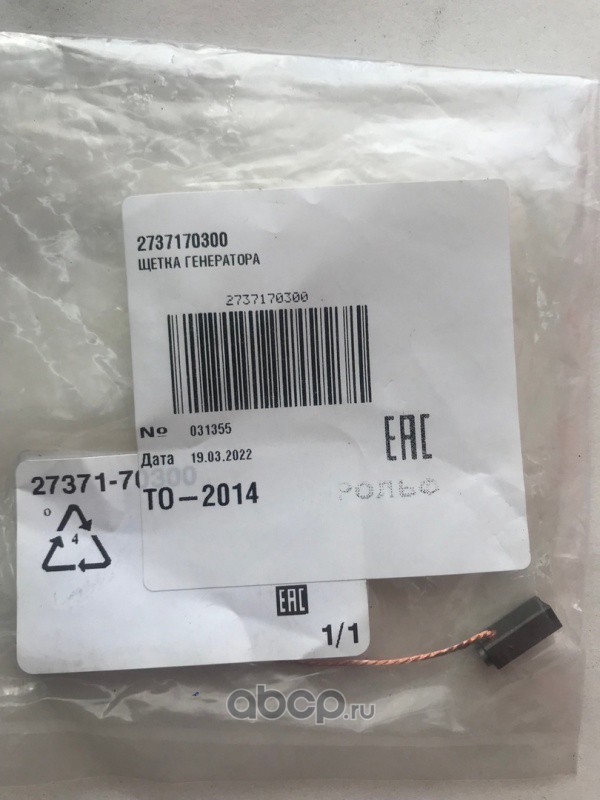 2737170300
ЩЕТКА ГЕНЕРАТОРА
2737170300
№ 031355
Дата 19.03.2022
EAC
ТО-2014
РОЛЬФ
27371-70300
4
EAC
1/1
abcp.ru